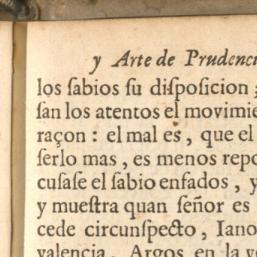 y Arte de Prudenci
los ſabios ſu diſpoſicion;
ſan los atentos el movimie
raçon: el mal es, que el
ſerlo mas, es menos repo
cuſaſe el ſabio enfados, y
y mueſtra quan ſeñor es
cede circunſpecto, Iano
valencia, Argos en la v